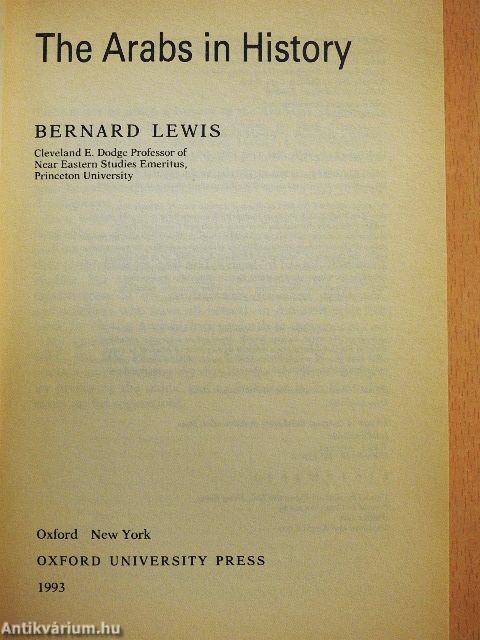 The Arabs in History
BERNARD LEWIS
Cleveland E. Dodge Professor of
Near Eastern Studies Emeritus,
Princeton University
Oxford New York
OXFORD UNIVERSITY PRESS
1993
Antikvárium.hu